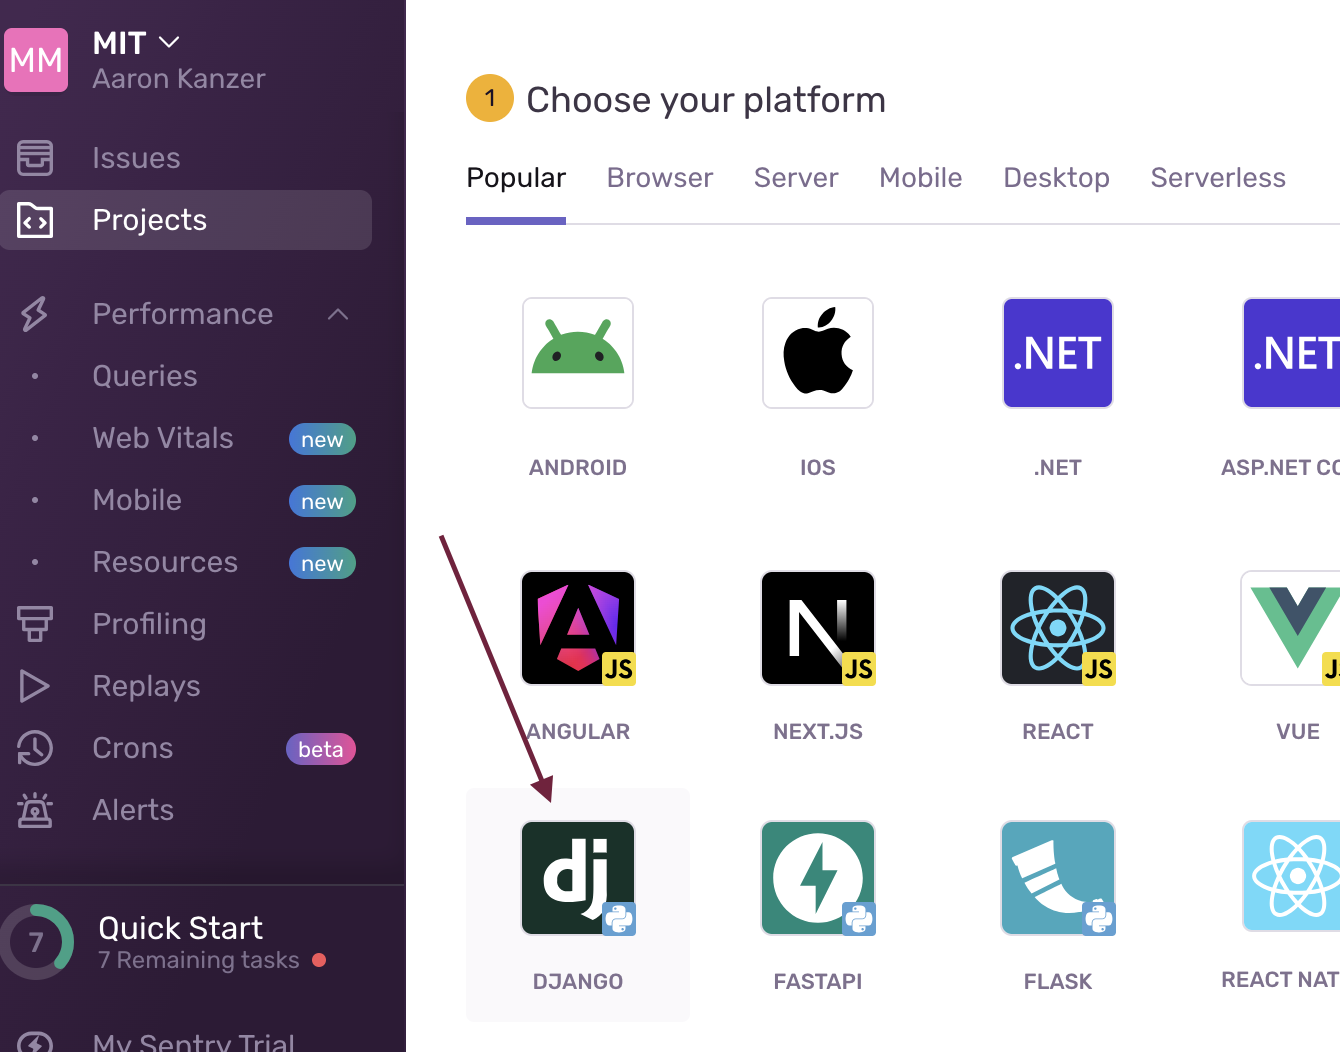 MM
MIT
Aaron Kanzer
Issues
Projects
Performance
Queries
Web Vitals new
Mobile new
Resources new
Profiling
Replays
Crons beta
Alerts
7
Quick Start
7 Remaining tasks
My Sentry Trial
1 Choose your platform
Popular Browser Server Mobile Desktop Serverless
.NET .NET
ANDROID IOS .NET ASP.NET CO
JS JS JS JS
ANGULAR NEXT.JS REACT VUE
dj
DJANGO FASTAPI FLASK REACT NAT